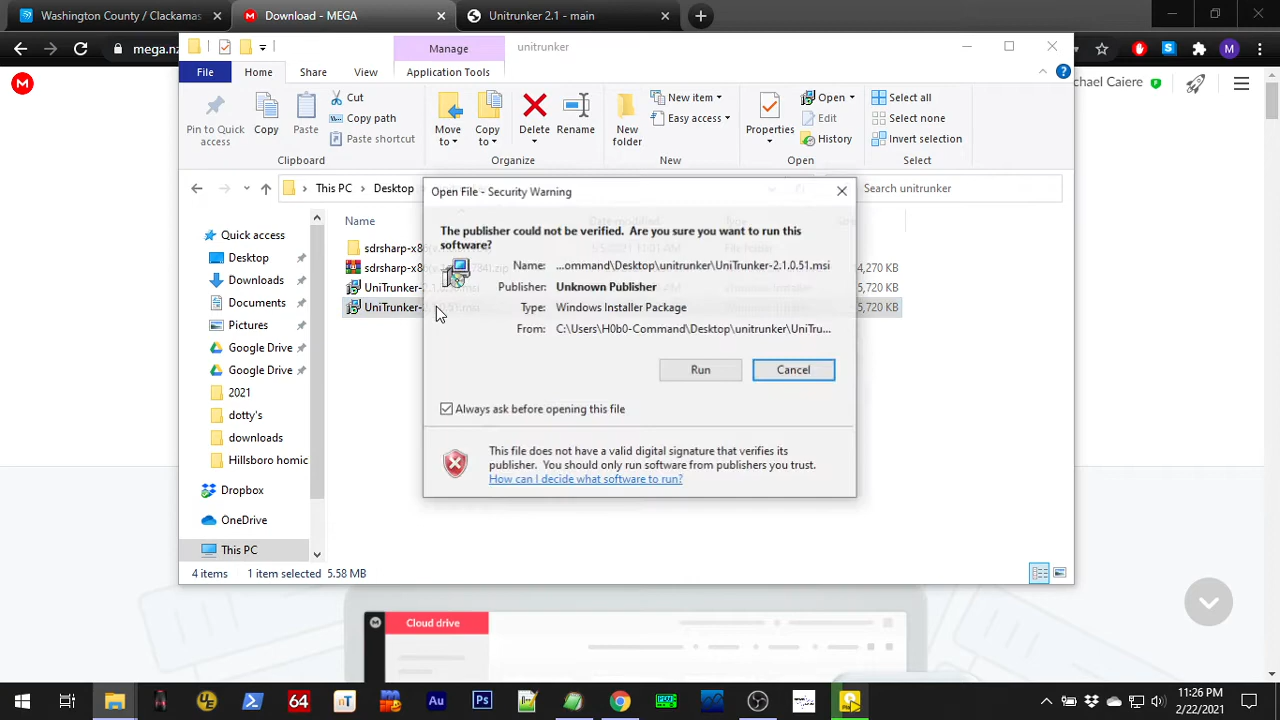 Washington County / Clackamas
Download - MEGA
Unitrunker 2.1 - main
mega.nz
M
Manage
unitrunker
File
Home
Share
View
Application Tools
chael Caiere
Pin to Quick access
Copy
Paste
Cut
Copy path
Paste shortcut
Clipboard
Move to
Copy to
Delete
Rename
Organize
New folder
New item
Easy access
New
Properties
Open
Edit
History
Open
Select all
Select none
Invert selection
Select
This PC
Desktop
Search unitrunker
Name
Quick access
Desktop
Downloads
Documents
Pictures
Google Drive
Google Drive
2021
dotty's
downloads
Hillsboro homic
Dropbox
OneDrive
This PC
sdrsharp-x8
sdrsharp-x8
4,270 KB
UniTrunker-2
5,720 KB
UniTrunker-2
5,720 KB
Open File - Security Warning
The publisher could not be verified. Are you sure you want to run this
software?
Name: ...ommand\Desktop\unitrunker\UniTrunker-2.1.0.51.msi
Publisher: Unknown Publisher
Type: Windows Installer Package
From: C:\Users\H0b0-Command\Desktop\unitrunker\UniTru...
Run
Cancel
Always ask before opening this file
This file does not have a valid digital signature that verifies its
publisher. You should only run software from publishers you trust.
How can I decide what software to run?
4 items
1 item selected 5.58 MB
Cloud drive
64
Au
Ps
11:26 PM
2/22/2021